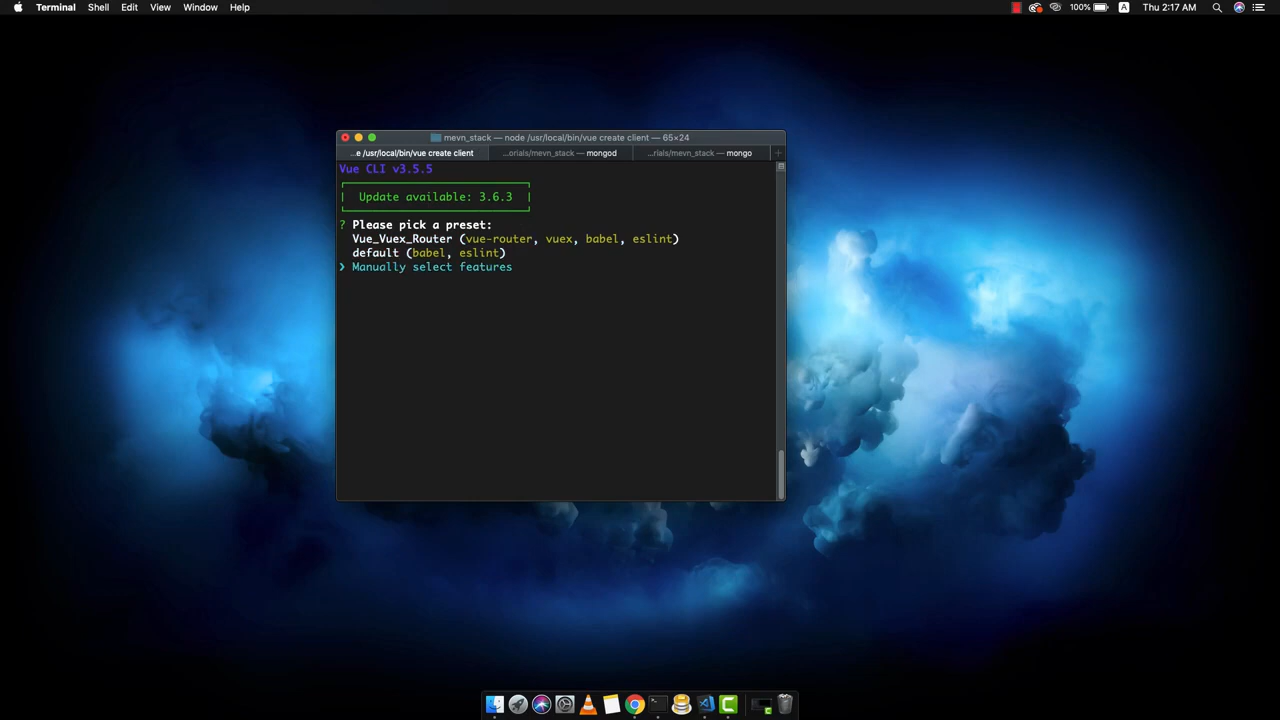 Terminal Shell Edit View Window Help 100% A Thu 2:17 AM
mevn_stack — node /usr/local/bin/vue create client — 65×24
...e /usr/local/bin/vue create client ...orials/mevn_stack — mongod ...rials/mevn_stack — mongo +
Vue CLI v3.5.5
Update available: 3.6.3
? Please pick a preset:
Vue_Vuex_Router (vue-router, vuex, babel, eslint)
default (babel, eslint)
❯ Manually select features